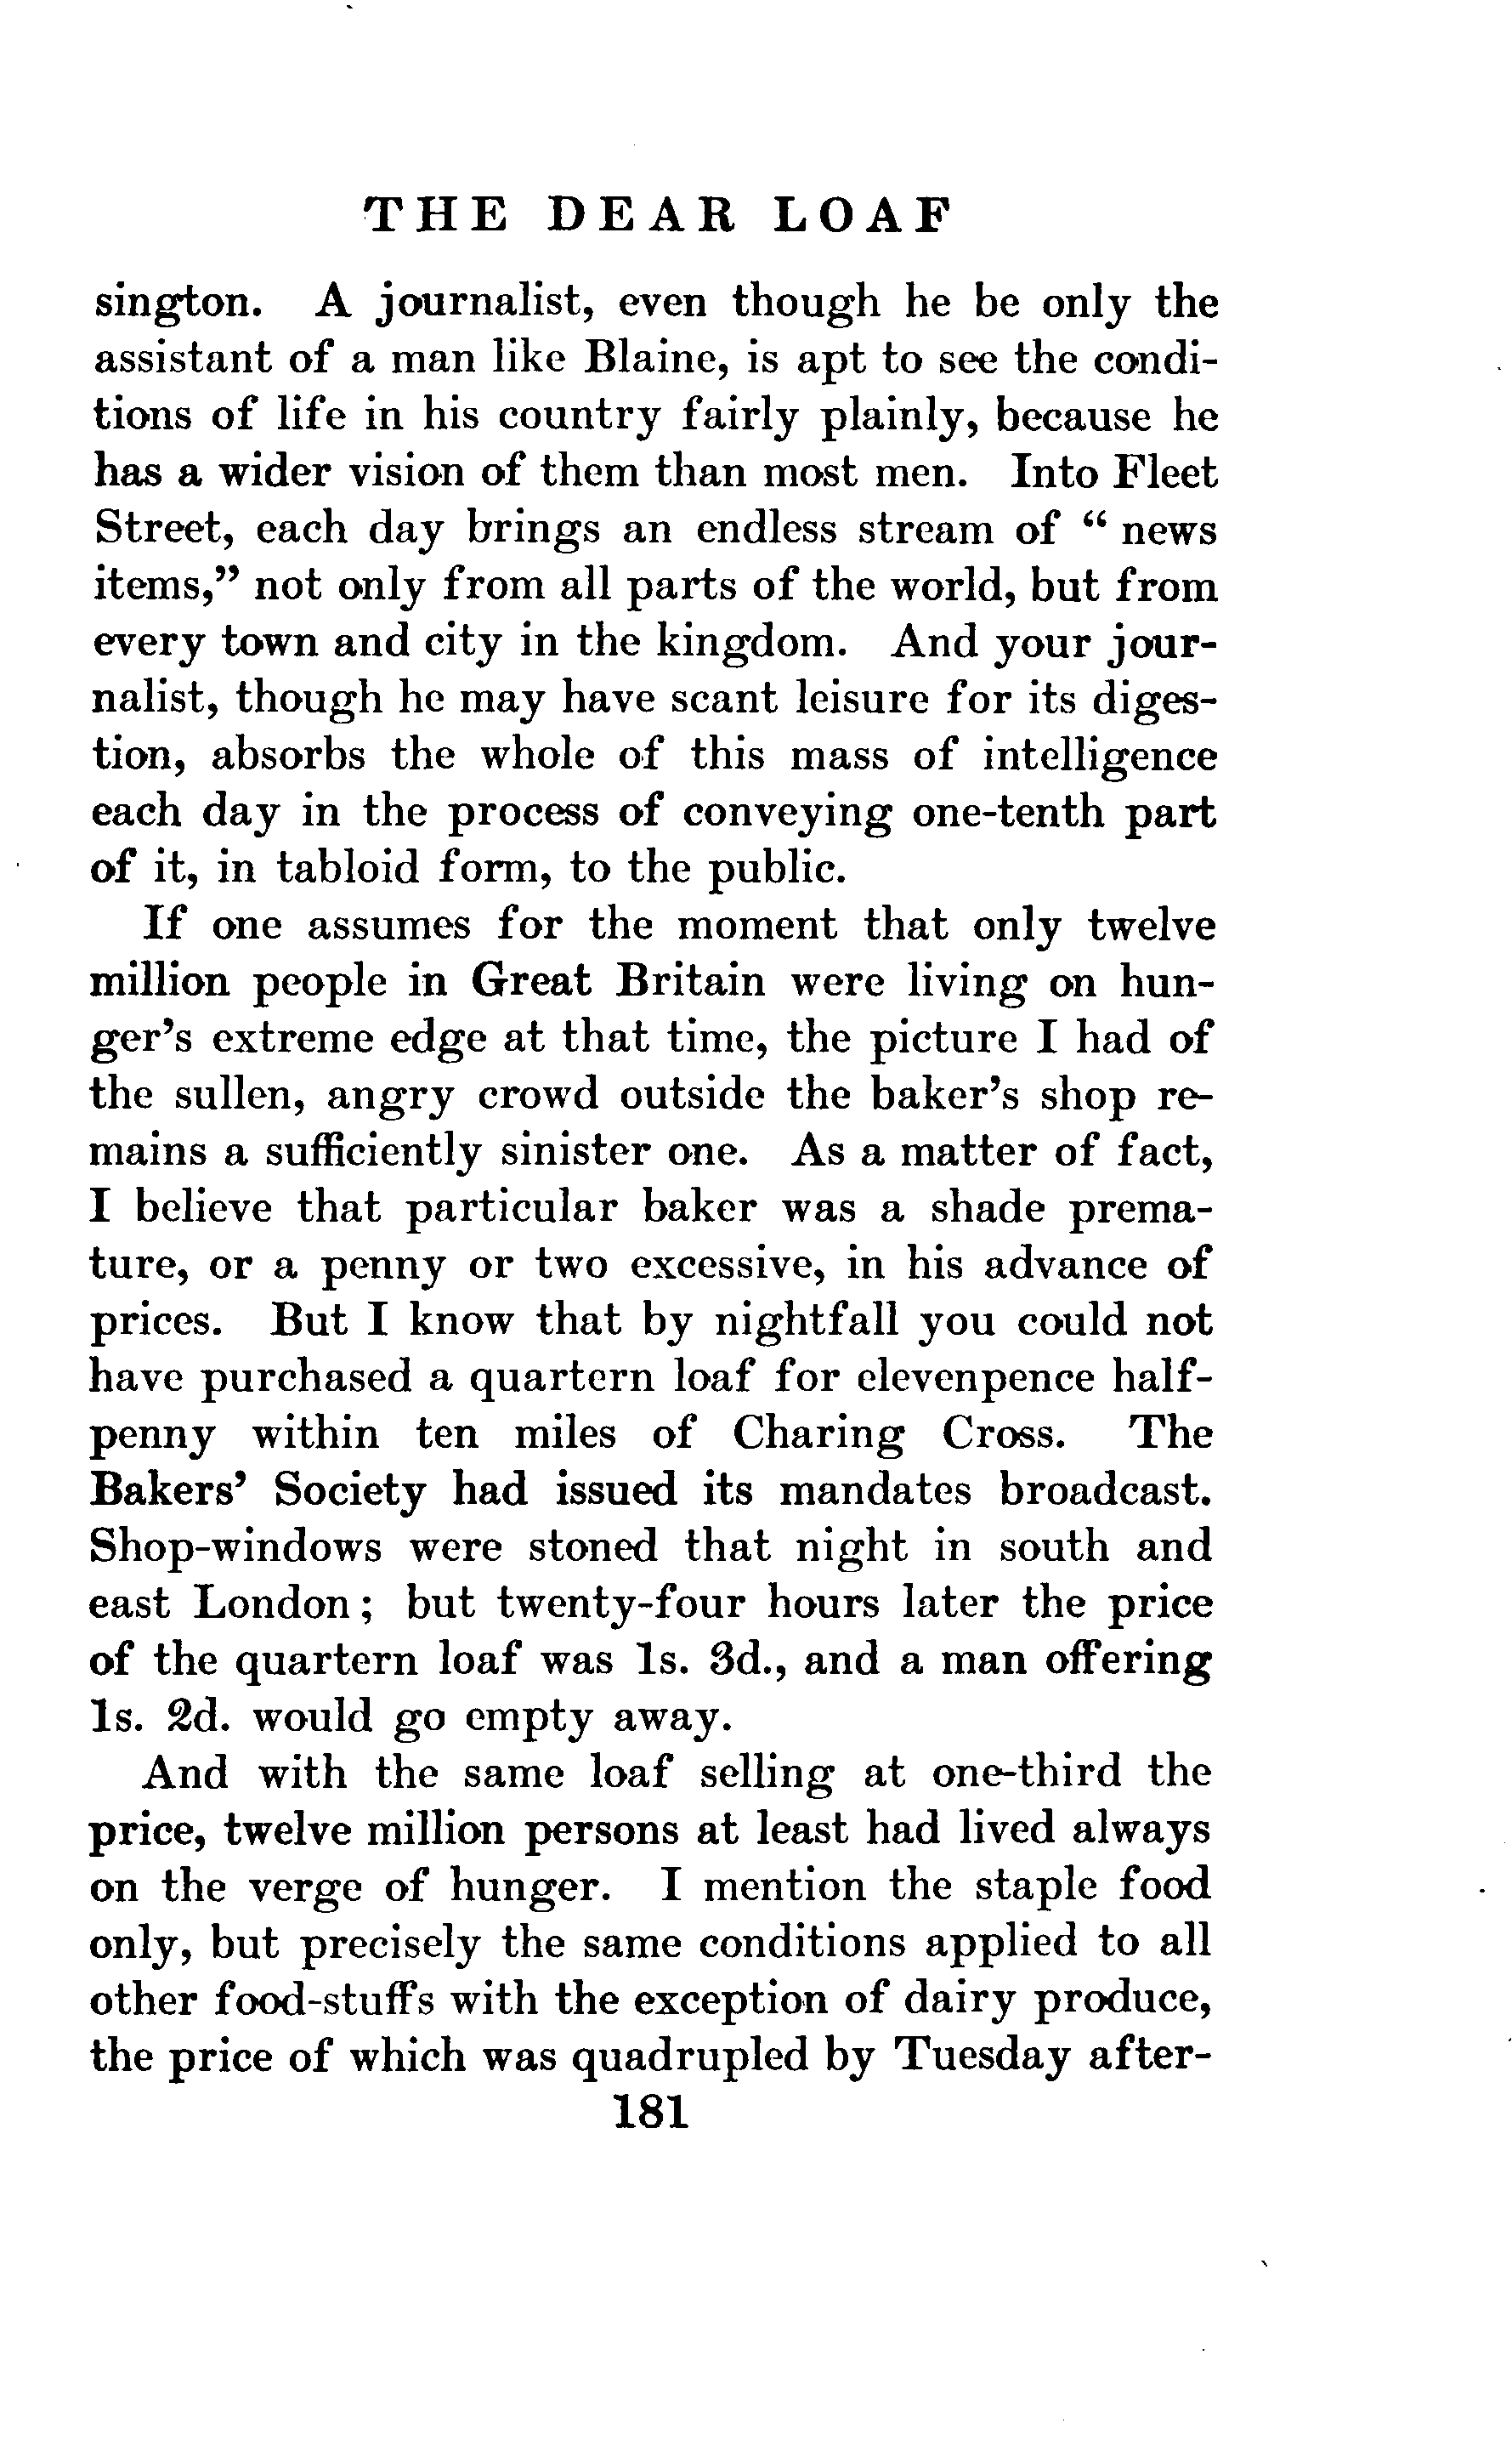 THE DEAR LOAF
sington. A journalist, even though he be only the
assistant of a man like Blaine, is apt to see the condi-
tions of life in his country fairly plainly, because he
has a wider vision of them than most men. Into Fleet
Street, each day brings an endless stream of “ news
items,” not only from all parts of the world, but from
every town and city in the kingdom. And your jour-
nalist, though he may have scant leisure for its diges-
tion, absorbs the whole of this mass of intelligence
each day in the process of conveying one-tenth part
of it, in tabloid form, to the public.
If one assumes for the moment that only twelve
million people in Great Britain were living on hun-
ger’s extreme edge at that time, the picture I had of
the sullen, angry crowd outside the baker’s shop re-
mains a sufficiently sinister one. As a matter of fact,
I believe that particular baker was a shade prema-
ture, or a penny or two excessive, in his advance of
prices. But I know that by nightfall you could not
have purchased a quartern loaf for elevenpence half-
penny within ten miles of Charing Cross. The
Bakers’ Society had issued its mandates broadcast.
Shop-windows were stoned that night in south and
east London ; but twenty-four hours later the price
of the quartern loaf was 1s. 3d., and a man offering
1s. 2d. would go empty away.
And with the same loaf selling at one-third the
price, twelve million persons at least had lived always
on the verge of hunger. I mention the staple food
only, but precisely the same conditions applied to all
other food-stuffs with the exception of dairy produce,
the price of which was quadrupled by Tuesday after-
181